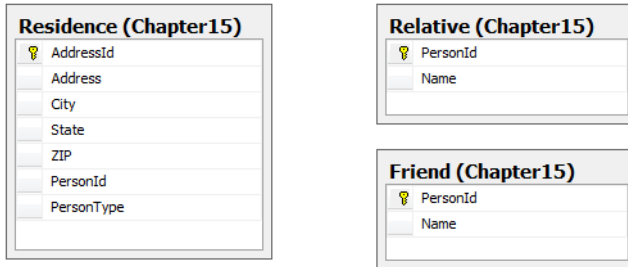 Residence (Chapter15)
AddressId
Address
City
State
ZIP
PersonId
PersonType
Relative (Chapter15)
PersonId
Name
Friend (Chapter15)
PersonId
Name